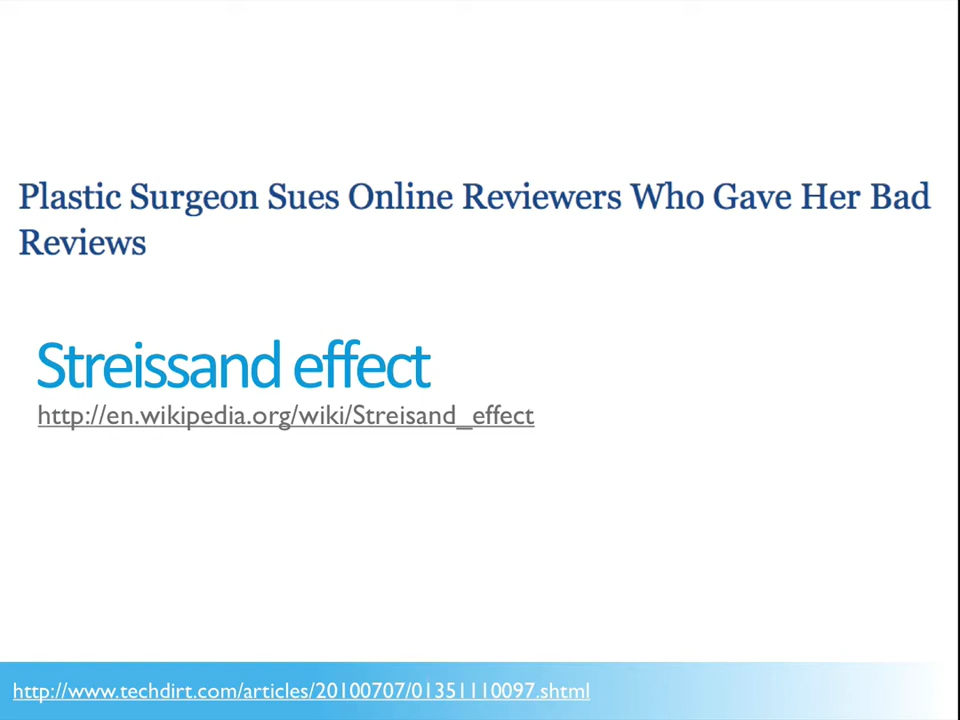 Plastic Surgeon Sues Online Reviewers Who Gave Her Bad
Reviews
Streissand effect
http://en.wikipedia.org/wiki/Streisand_effect
http://www.techdirt.com/articles/20100707/01351110097.shtml